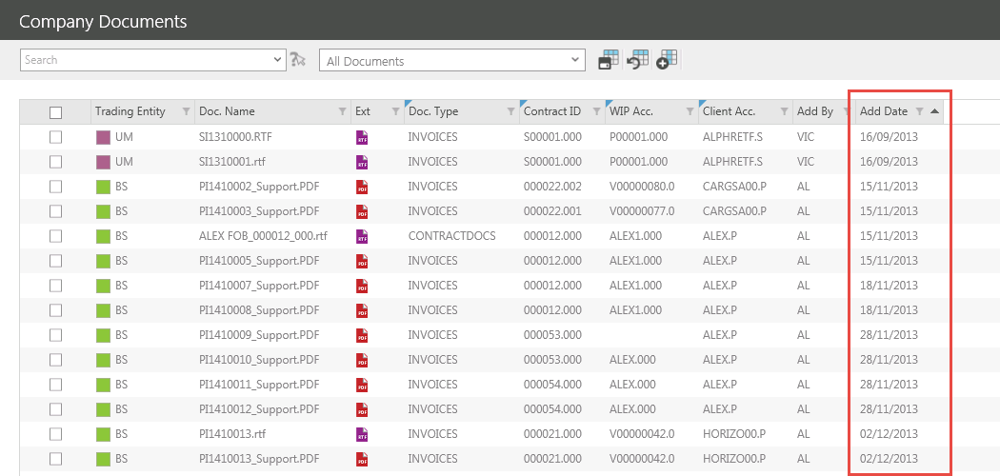 Company Documents
Search All Documents
Trading Entity Doc. Name Ext Doc. Type Contract ID WIP Acc. Client Acc. Add By Add Date
UM SI1310000.RTF RTF INVOICES S00001.000 P00001.000 ALPHRETF.S VIC 16/09/2013
UM SI1310001.rtf RTF INVOICES S00001.000 P00001.000 ALPHRETF.S VIC 16/09/2013
BS PI1410002_Support.PDF PDF INVOICES 000022.002 V00000080.0 CARGSA00.P AL 15/11/2013
BS PI1410003_Support.PDF PDF INVOICES 000022.001 V00000077.0 CARGSA00.P AL 15/11/2013
BS ALEX FOB_000012_000.rtf RTF CONTRACTDOCS 000012.000 ALEX1.000 ALEX.P AL 15/11/2013
BS PI1410005_Support.PDF PDF INVOICES 000012.000 ALEX1.000 ALEX.P AL 15/11/2013
BS PI1410007_Support.PDF PDF INVOICES 000012.000 ALEX1.000 ALEX.P AL 18/11/2013
BS PI1410008_Support.PDF PDF INVOICES 000012.000 ALEX1.000 ALEX.P AL 18/11/2013
BS PI1410009_Support.PDF PDF INVOICES 000053.000 ALEX.P AL 28/11/2013
BS PI1410010_Support.PDF PDF INVOICES 000053.000 ALEX.000 ALEX.P AL 28/11/2013
BS PI1410011_Support.PDF PDF INVOICES 000054.000 ALEX.000 ALEX.P AL 28/11/2013
BS PI1410012_Support.PDF PDF INVOICES 000054.000 ALEX.000 ALEX.P AL 28/11/2013
BS PI1410013.rtf RTF INVOICES 000021.000 V00000042.0 HORIZO00.P AL 02/12/2013
BS PI1410013_Support.PDF PDF INVOICES 000021.000 V00000042.0 HORIZO00.P AL 02/12/2013